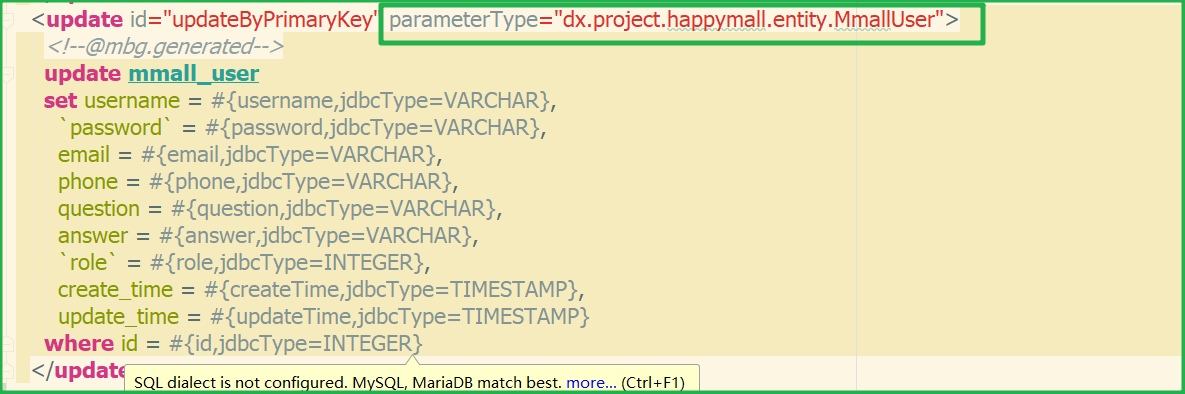 <update id="updateByPrimaryKey" parameterType="dx.project.happymall.entity.MmallUser">
<!--@mbg.generated-->
update mmall_user
set username = #{username,jdbcType=VARCHAR},
`password` = #{password,jdbcType=VARCHAR},
email = #{email,jdbcType=VARCHAR},
phone = #{phone,jdbcType=VARCHAR},
question = #{question,jdbcType=VARCHAR},
answer = #{answer,jdbcType=VARCHAR},
`role` = #{role,jdbcType=INTEGER},
create_time = #{createTime,jdbcType=TIMESTAMP},
update_time = #{updateTime,jdbcType=TIMESTAMP}
where id = #{id,jdbcType=INTEGER}
</update
SQL dialect is not configured. MySQL, MariaDB match best. more... (Ctrl+F1)